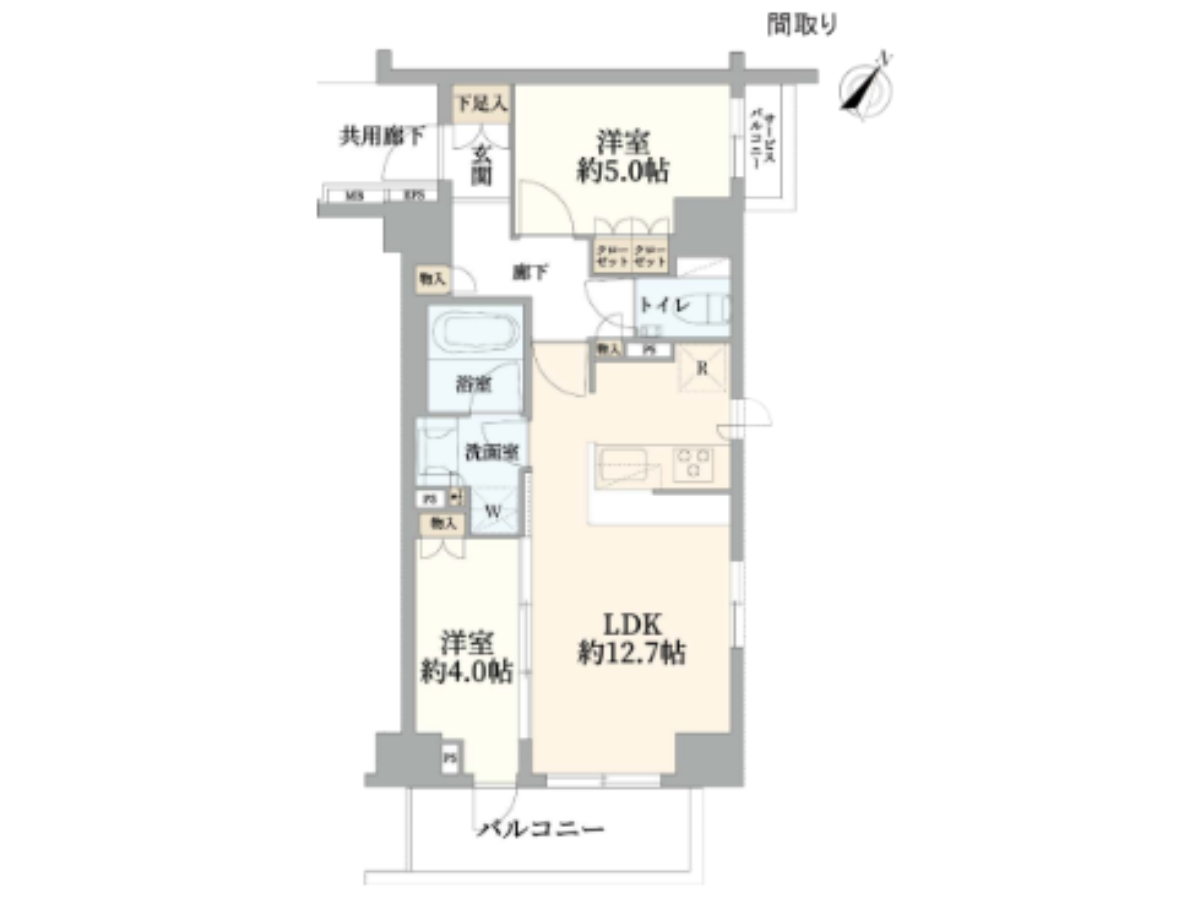 間取り
N
下足入
共用廊下
玄関
洋室
約5.0帖
サービス
バルコニー
MB
EPS
クローゼット
クローゼット
物入
廊下
トイレ
物入
PS
R
浴室
洗面室
PS
W
物入
LDK
約12.7帖
洋室
約4.0帖
PS
バルコニー